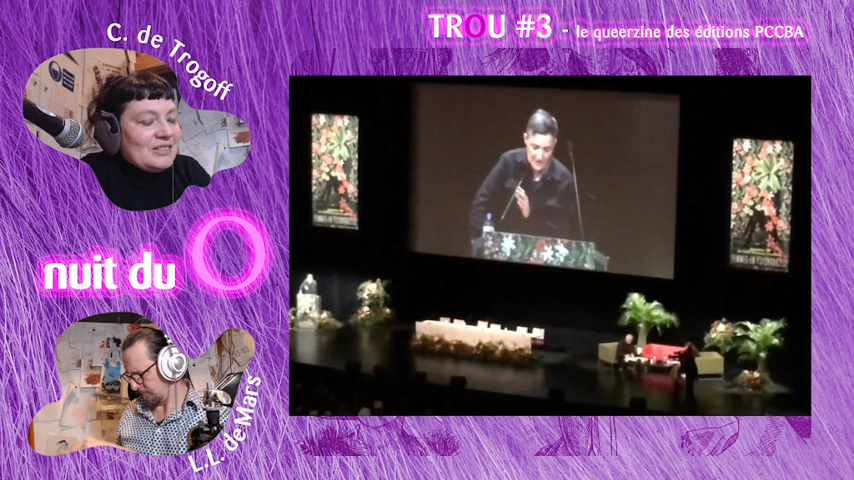 C. de Trogoff
TROU #3 - le queerzine des éditions PCCBA
nuit du O
L.L. de Mars